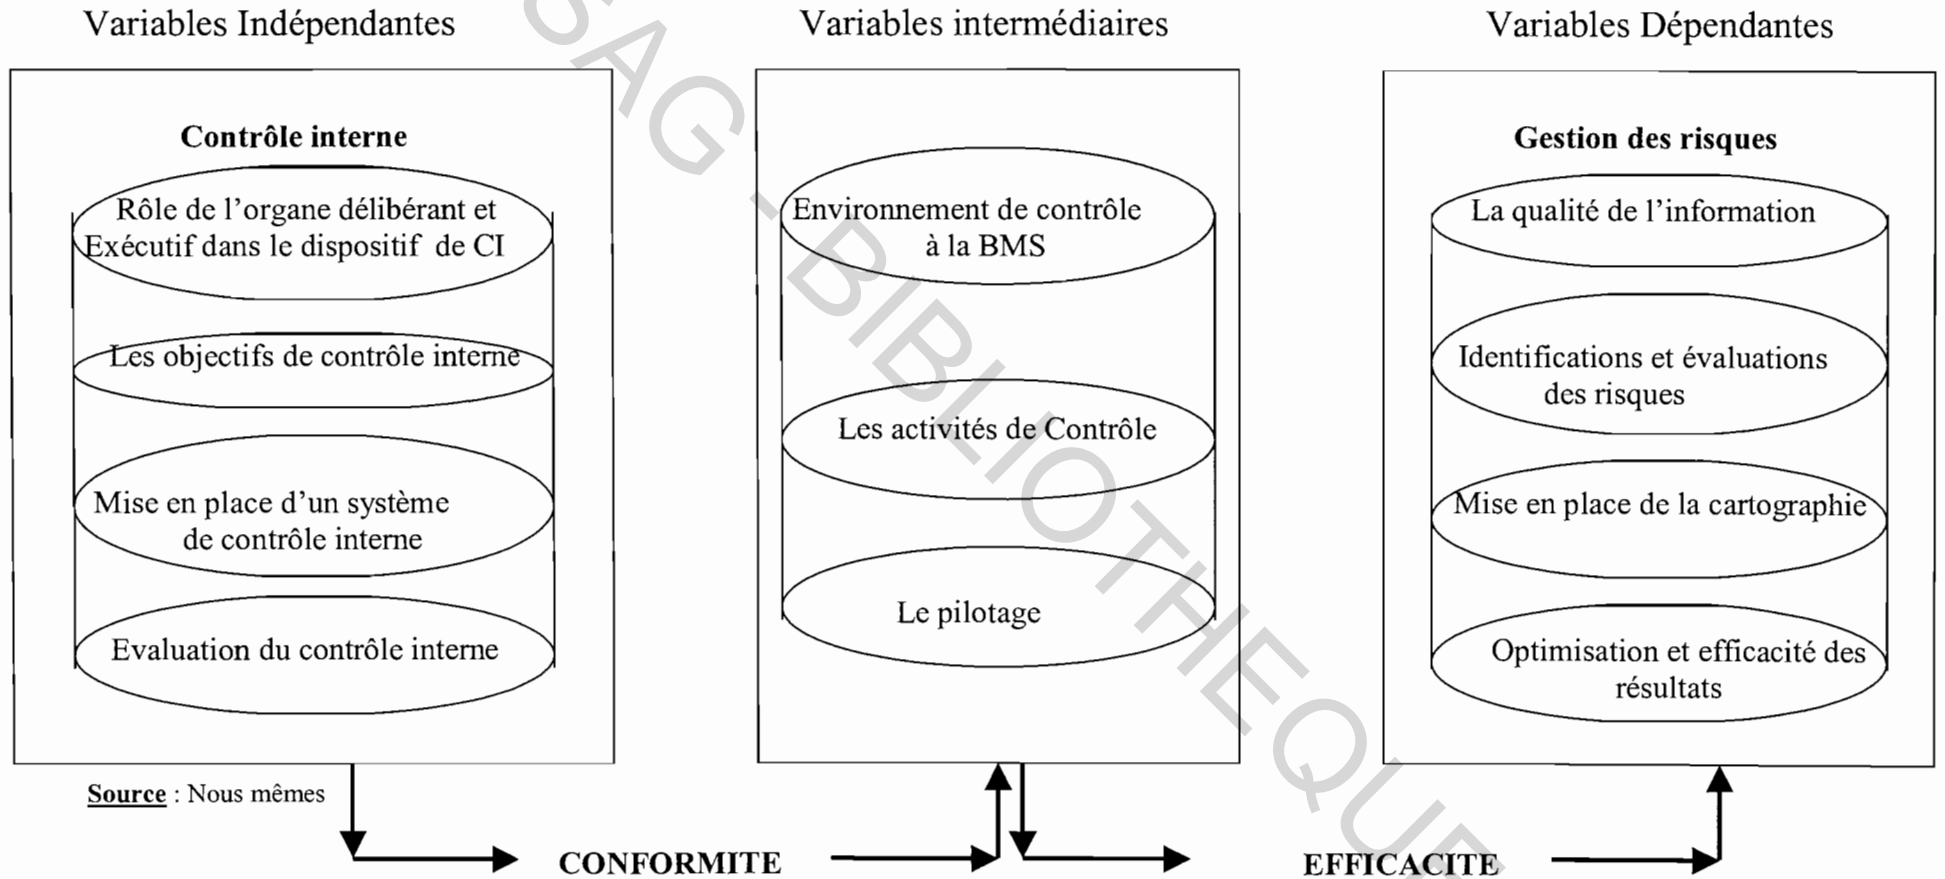 Variables Indépendantes
Variables intermédiaires
Variables Dépendantes
Contrôle interne
Rôle de l'organe délibérant et
Exécutif dans le dispositif de CI
Les objectifs de contrôle interne
Mise en place d'un système
de contrôle interne
Evaluation du contrôle interne
Environnement de contrôle
à la BMS
Les activités de Contrôle
Le pilotage
Gestion des risques
La qualité de l'information
Identifications et évaluations
des risques
Mise en place de la cartographie
Optimisation et efficacité des
résultats
Source : Nous mêmes
CONFORMITE
EFFICACITE
SAG - BIBLIOTHEQUE